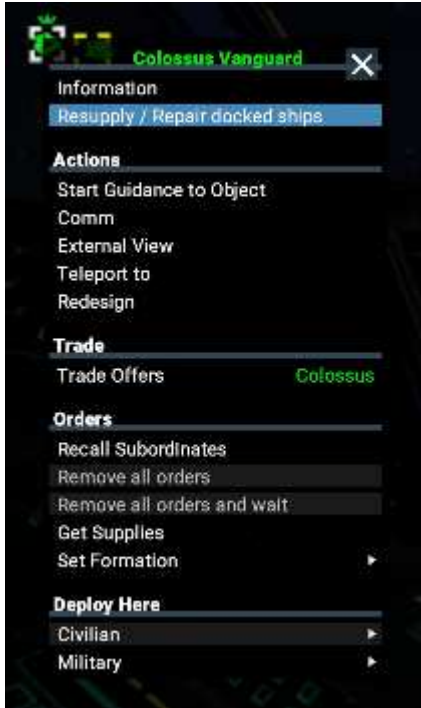 Colossus Vanguard
Information
Resupply / Repair docked ships
Actions
Start Guidance to Object
Comm
External View
Teleport to
Redesign
Trade
Trade Offers Colossus
Orders
Recall Subordinates
Remove all orders
Remove all orders and wait
Get Supplies
Set Formation
Deploy Here
Civilian
Military